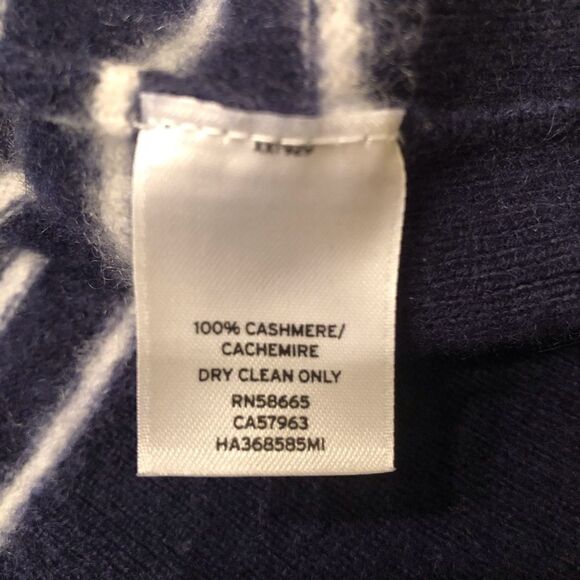 100% CASHMERE/
CACHEMIRE
DRY CLEAN ONLY
RN58665
CA57963
HA368585MI